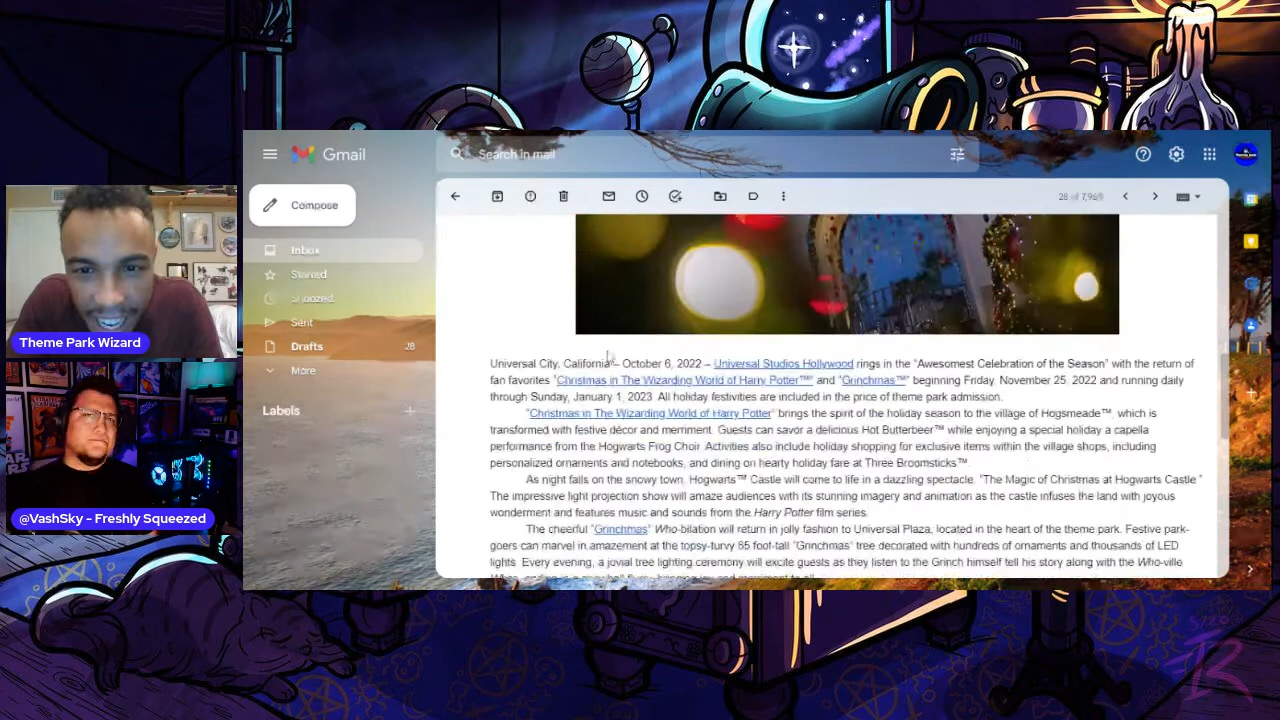 Gmail
Search in mail
Compose
28 of 7,969
Inbox
Starred
Snoozed
Sent
Drafts 28
More
Labels
Universal City, California – October 6, 2022 – Universal Studios Hollywood rings in the “Awesomest Celebration of the Season” with the return of
fan favorites “Christmas in The Wizarding World of Harry Potter™” and “Grinchmas™” beginning Friday, November 25, 2022 and running daily
through Sunday, January 1, 2023. All holiday festivities are included in the price of theme park admission.
“Christmas in The Wizarding World of Harry Potter” brings the spirit of the holiday season to the village of Hogsmeade™, which is
transformed with festive décor and merriment. Guests can savor a delicious Hot Butterbeer™ while enjoying a special holiday a capella
performance from the Hogwarts Frog Choir. Activities also include holiday shopping for exclusive items within the village shops, including
personalized ornaments and notebooks, and dining on hearty holiday fare at Three Broomsticks™.
As night falls on the snowy town, Hogwarts™ Castle will come to life in a dazzling spectacle, “The Magic of Christmas at Hogwarts Castle.”
The impressive light projection show will amaze audiences with its stunning imagery and animation as the castle infuses the land with joyous
wonderment and features music and sounds from the Harry Potter film series.
The cheerful “Grinchmas” Who-bilation will return in jolly fashion to Universal Plaza, located in the heart of the theme park. Festive park-
goers can marvel in amazement at the topsy-turvy 65 foot-tall “Grinchmas” tree decorated with hundreds of ornaments and thousands of LED
lights. Every evening, a jovial tree lighting ceremony will excite guests as they listen to the Grinch himself tell his story along with the Who-ville
Theme Park Wizard
@VashSky - Freshly Squeezed
STAR